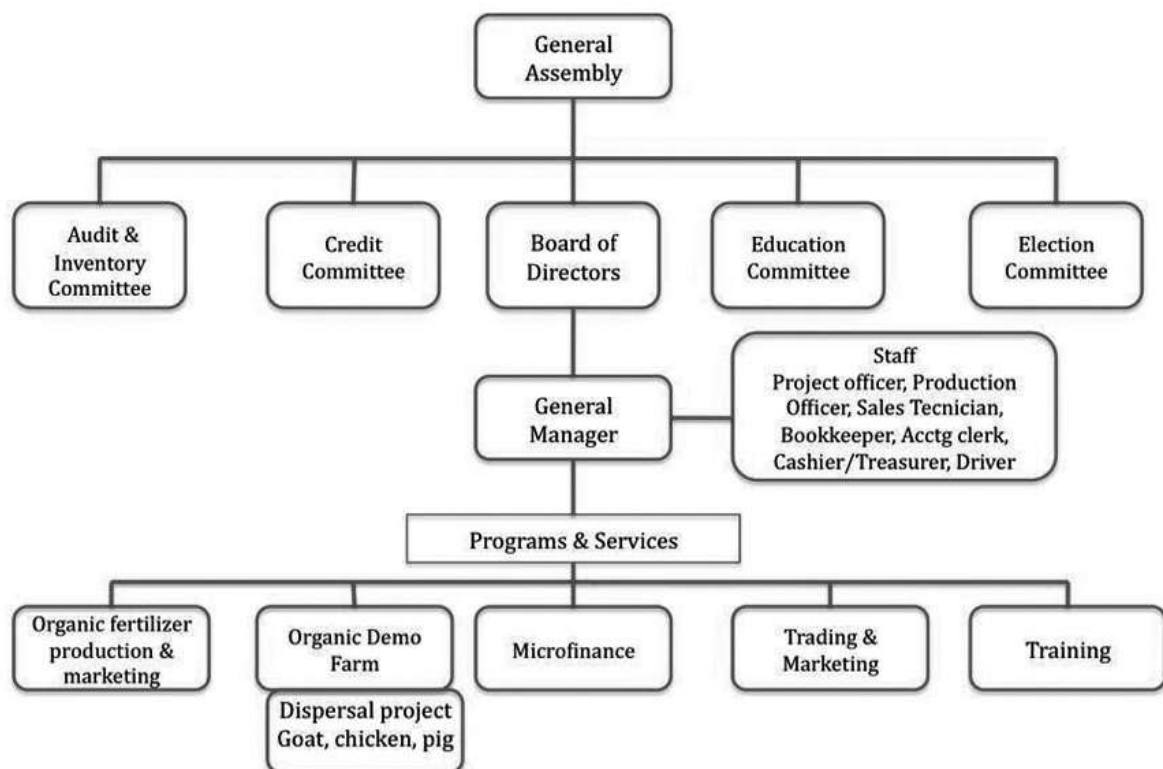 General
Assembly
Audit &
Inventory
Committee
Credit
Committee
Board of
Directors
Education
Committee
Election
Committee
General
Manager
Staff
Project officer, Production
Officer, Sales Tecnician,
Bookkeeper, Acctg clerk,
Cashier/Treasurer, Driver
Programs & Services
Organic fertilizer
production &
marketing
Organic Demo
Farm
Dispersal project
Goat, chicken, pig
Microfinance
Trading &
Marketing
Training